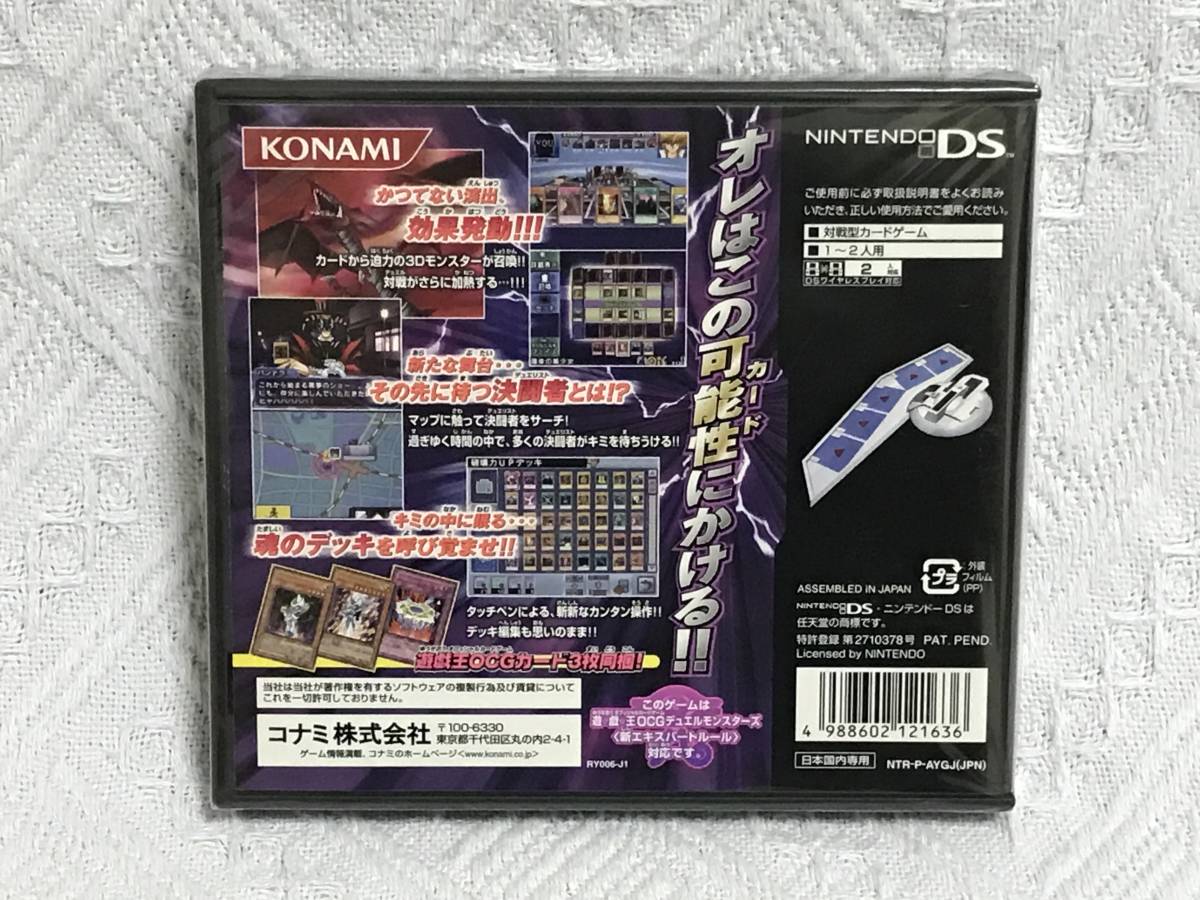 KONAMI
かつてない演出、
効果発動!!!
カードから迫力の3Dモンスターが召喚!!
対戦がさらに加熱する…!!!
新たな舞台…
その先に待つ決闘者とは!?
マップに触って決闘者をサーチ!
過ぎゆく時間の中で、多くの決闘者がキミを待ちうける!!
破壊力UPデッキ
キミの中に眠る…
魂のデッキを呼び覚ませ!!
タッチペンによる、斬新なカンタン操作!!
デッキ編集も思いのまま!!
遊戯王OCGカード3枚同梱!
オレはこの可能性にかける!!
カード
当社は当社が著作権を有するソフトウェアの複製行為及び賃貸について
これを一切許可しておりません。
コナミ株式会社
〒100-6330
東京都千代田区丸の内2-4-1
ゲーム情報満載、コナミのホームページ<www.konami.co.jp>
RY006-J1
このゲームは
遊戯王OCGデュエルモンスターズ
〈新エキスパートルール〉
対応です。
NINTENDO DS™
ご使用前に必ず取扱説明書をよくお読み
いただき、正しい使用方法でご愛用ください。
■ 対戦型カードゲーム
■ 1〜2人用
2人対応
DSワイヤレスプレイ対応
プラ
外装
フィルム
(PP)
ASSEMBLED IN JAPAN
NINTENDO DS・ニンテンドーDSは
任天堂の商標です。
特許登録 第2710378号 PAT. PEND.
Licensed by NINTENDO
4 988602 121636
日本国内専用
NTR-P-AYGJ(JPN)